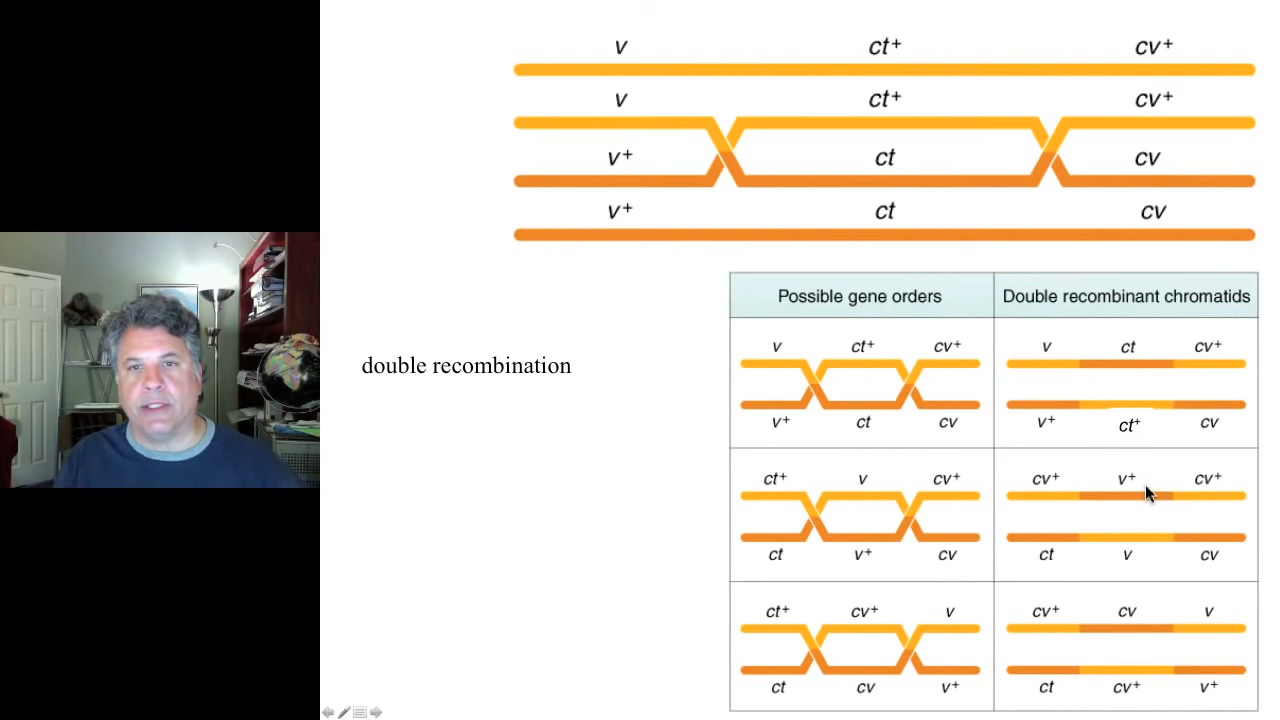 v ct+ cv+
v ct+ cv+
v+ ct cv
v+ ct cv
double recombination
Possible gene orders Double recombinant chromatids
v ct+ cv+ v ct cv+
v+ ct cv v+ ct+ cv
ct+ v cv+ cv+ v+ cv+
ct v+ cv ct v cv
ct+ cv+ v cv+ cv v
ct cv v+ ct cv+ v+